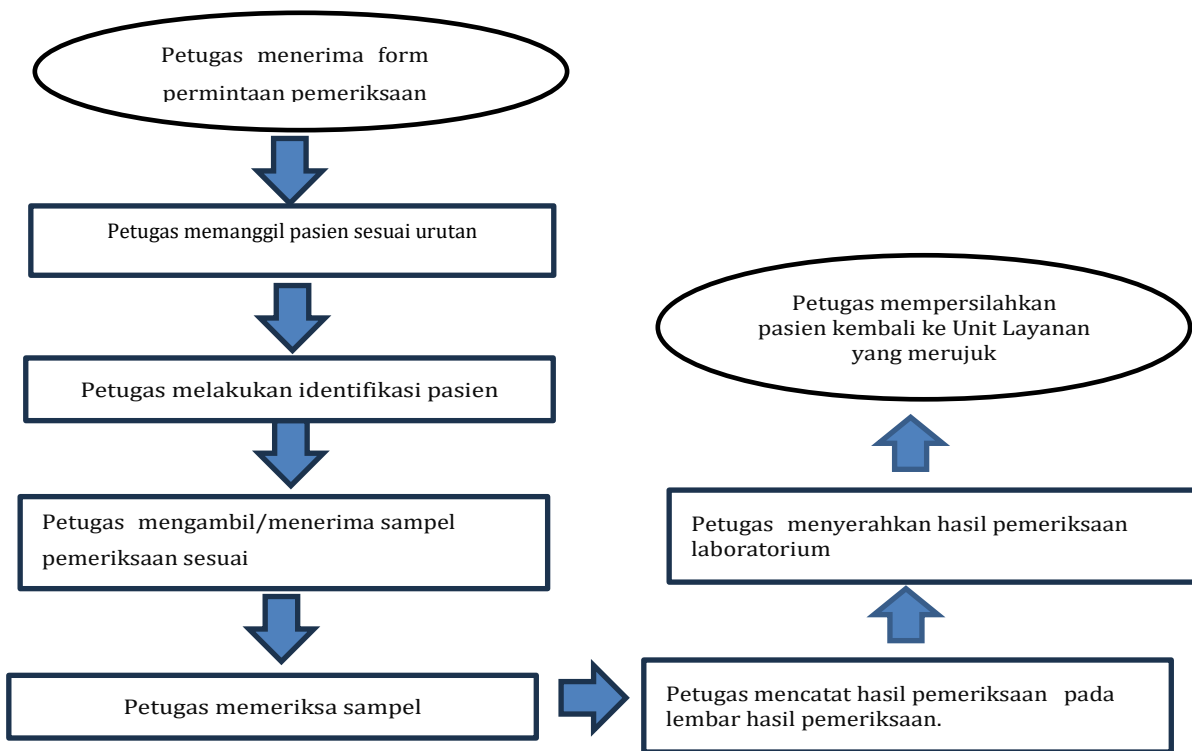 Petugas menerima form
permintaan pemeriksaan
Petugas memanggil pasien sesuai urutan
Petugas melakukan identifikasi pasien
Petugas mengambil/menerima sampel
pemeriksaan sesuai
Petugas memeriksa sampel
Petugas mencatat hasil pemeriksaan pada
lembar hasil pemeriksaan.
Petugas menyerahkan hasil pemeriksaan
laboratorium
Petugas mempersilahkan
pasien kembali ke Unit Layanan
yang merujuk